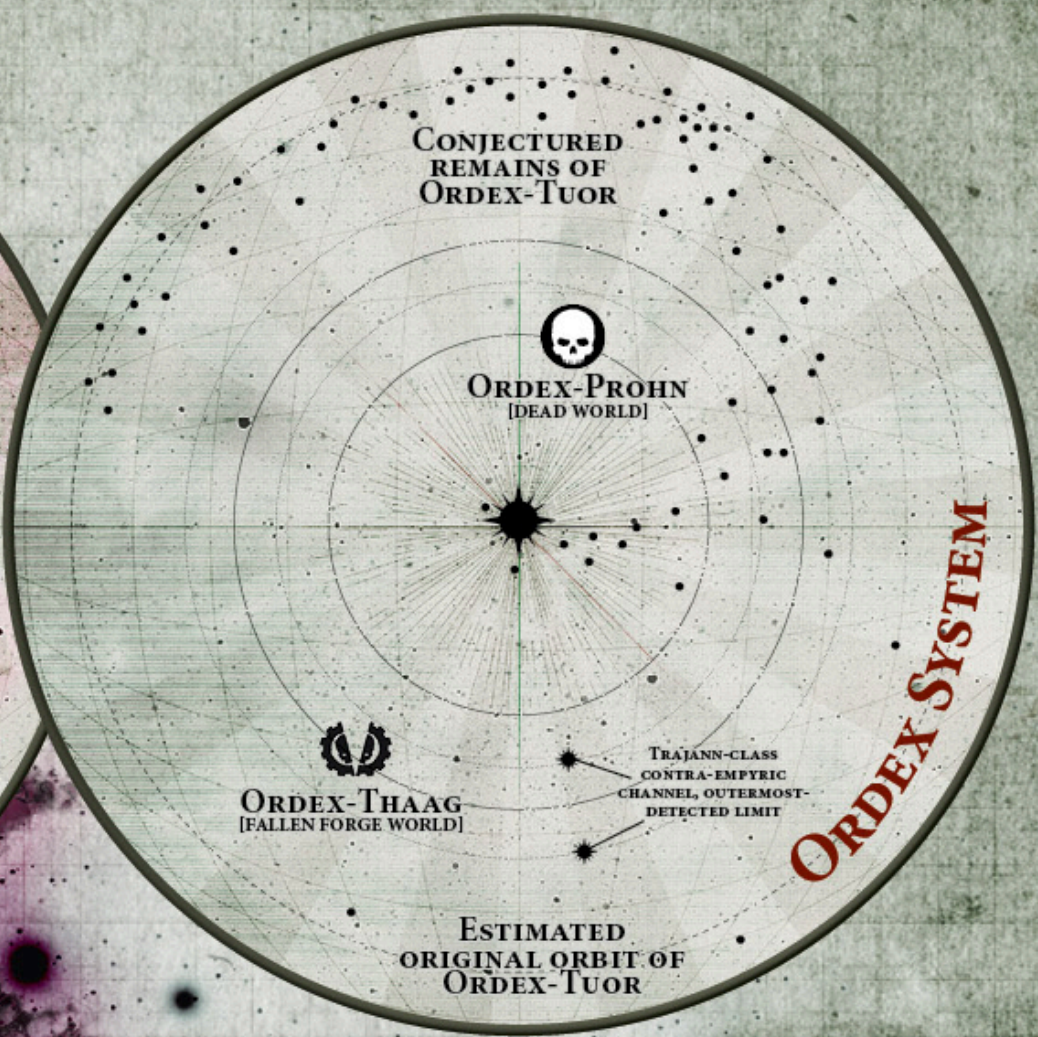 Conjectured
remains of
Ordex-Tuor
Ordex-Prohn
[Dead World]
Ordex System
Trajann-class
contra-empyric
channel, outermost-
detected limit
Ordex-Thaag
[Fallen Forge World]
Estimated
original orbit of
Ordex-Tuor